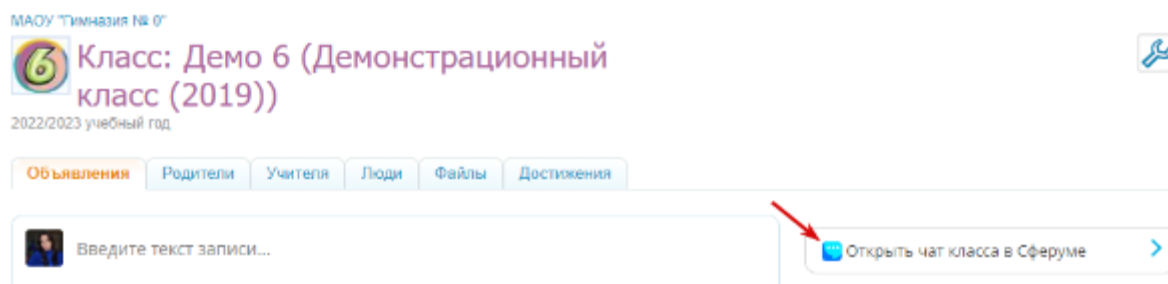 МАОУ "Гимназия № 0"
6
Класс: Демо 6 (Демонстрационный
класс (2019))
2022/2023 учебный год
Объявления Родители Учителя Люди Файлы Достижения
Введите текст записи...
Открыть чат класса в Сферуме